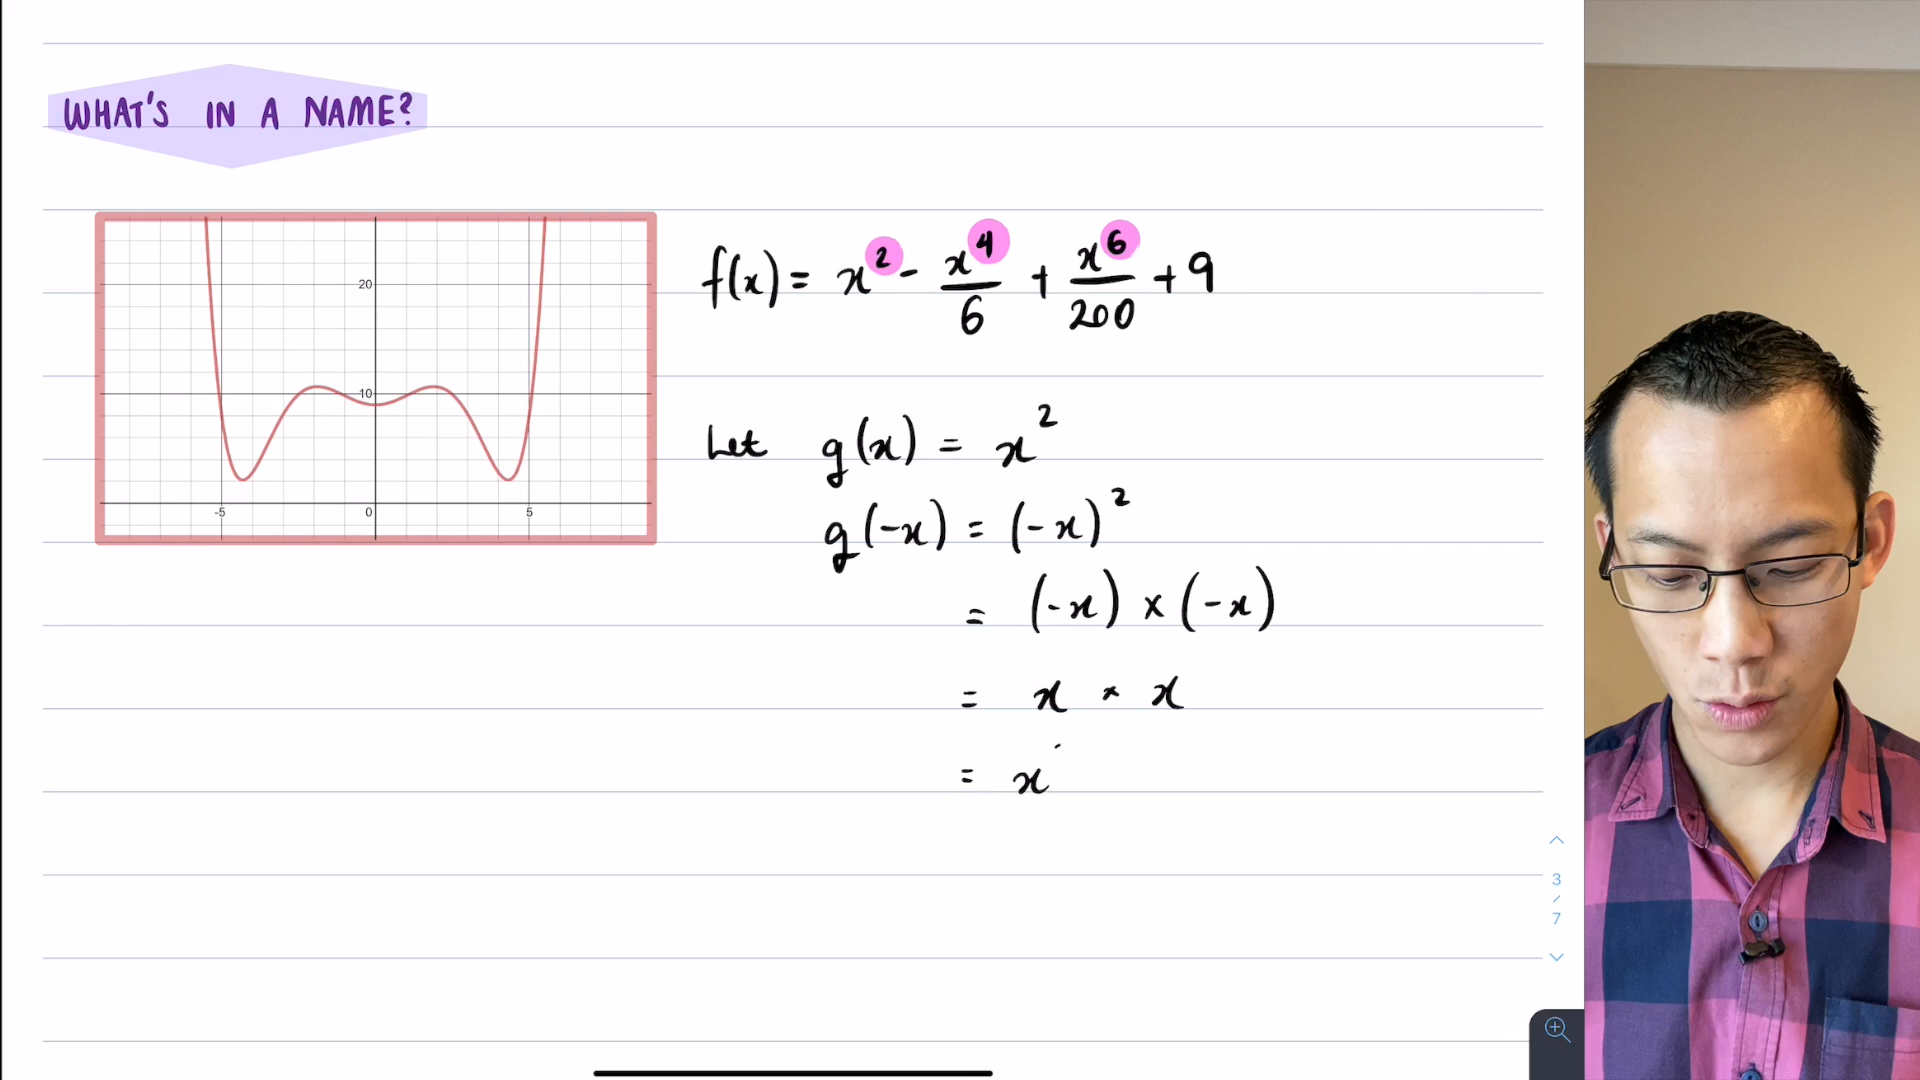 WHAT'S IN A NAME?
20
10
-5 0 5
f(x) = x² - x⁴/6 + x⁶/200 + 9
Let g(x) = x²
g(-x) = (-x)²
= (-x) × (-x)
= x × x
= x
3
/
7